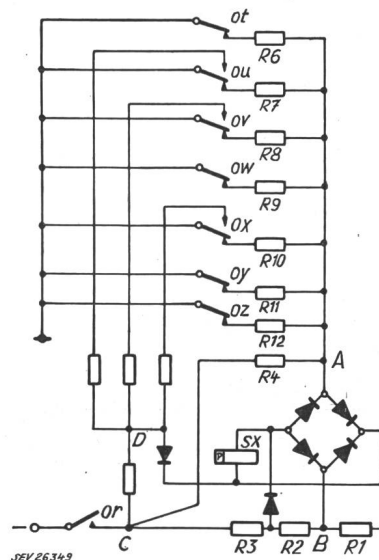 ot
R6
ou
R7
ov
R8
ow
R9
ox
R10
oy
R11
oz
R12
A
R4
D
SX
P
or
C
R3
R2
B
R1
SEV 26349